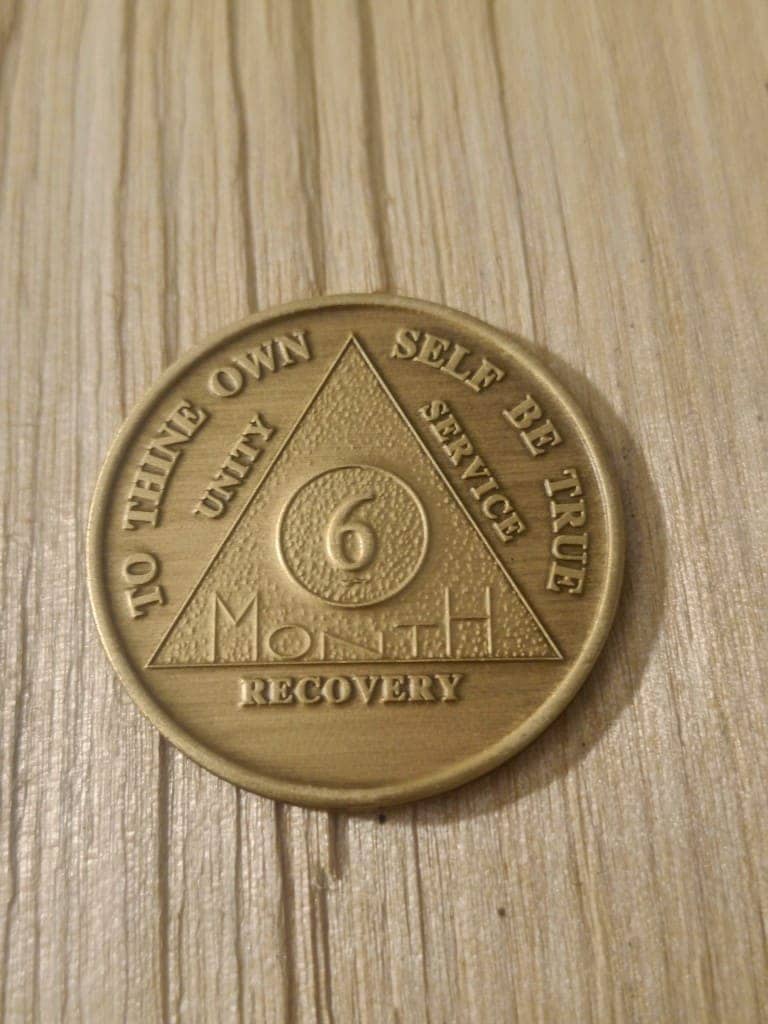 TO THINE OWN SELF BE TRUE
UNITY
SERVICE
6
MONTH
RECOVERY